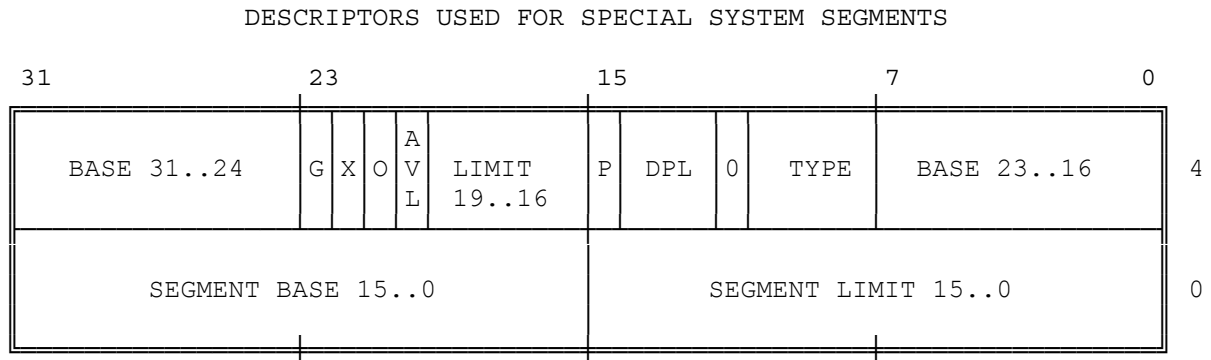 DESCRIPTORS USED FOR SPECIAL SYSTEM SEGMENTS
31 23 15 7 0
A
BASE 31..24 G X O V LIMIT P DPL 0 TYPE BASE 23..16 4
L 19..16
SEGMENT BASE 15..0 SEGMENT LIMIT 15..0 0